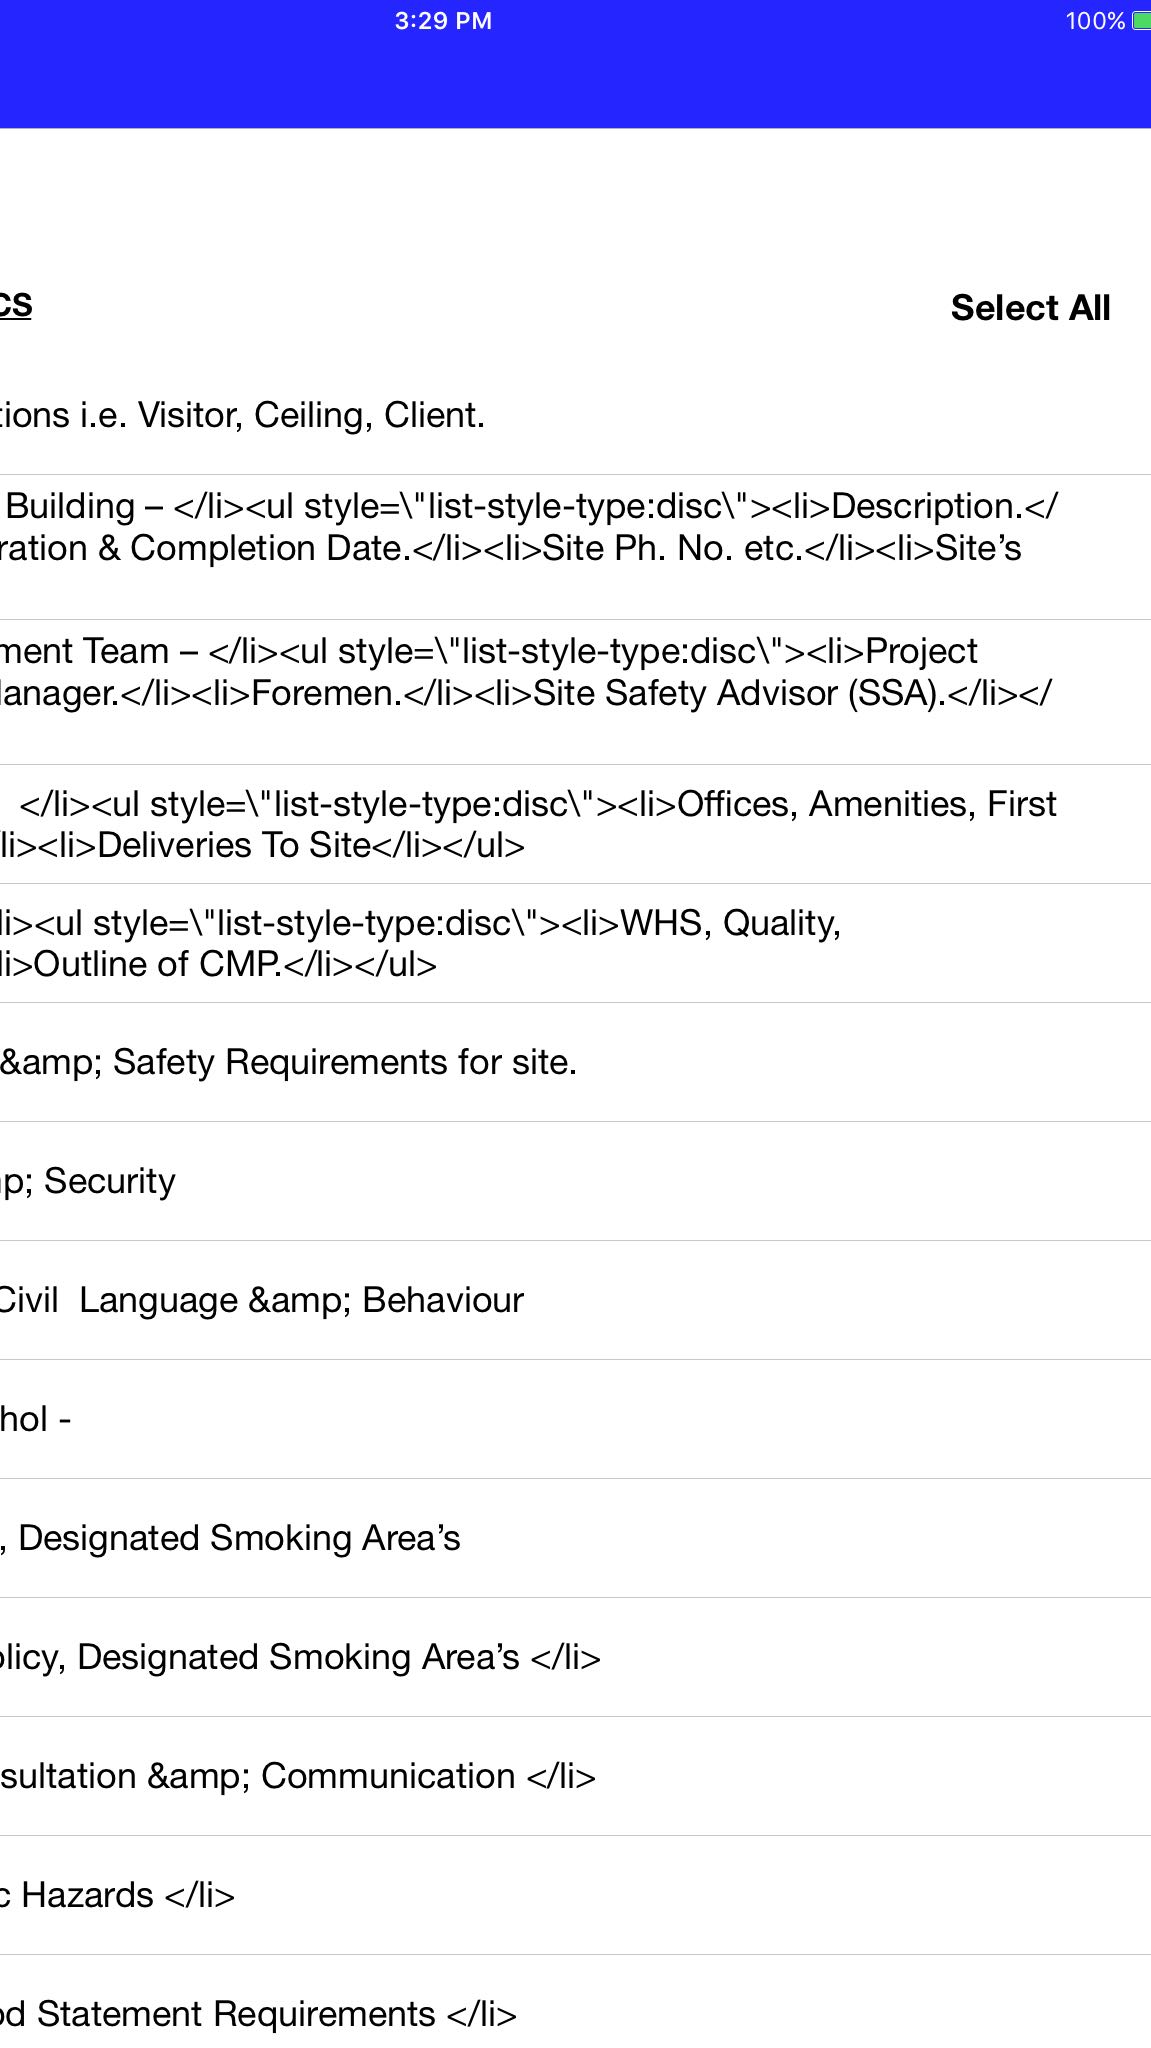 3:29 PM 100%
cs Select All
tions i.e. Visitor, Ceiling, Client.
Building – </li><ul style=\"list-style-type:disc\"><li>Description.</
ration & Completion Date.</li><li>Site Ph. No. etc.</li><li>Site’s
ment Team – </li><ul style=\"list-style-type:disc\"><li>Project
anager.</li><li>Foremen.</li><li>Site Safety Advisor (SSA).</li></
</li><ul style=\"list-style-type:disc\"><li>Offices, Amenities, First
li><li>Deliveries To Site</li></ul>
li><ul style=\"list-style-type:disc\"><li>WHS, Quality,
li>Outline of CMP.</li></ul>
&amp; Safety Requirements for site.
p; Security
Civil  Language &amp; Behaviour
hol -
, Designated Smoking Area’s
olicy, Designated Smoking Area’s </li>
sultation &amp; Communication </li>
c Hazards </li>
od Statement Requirements </li>